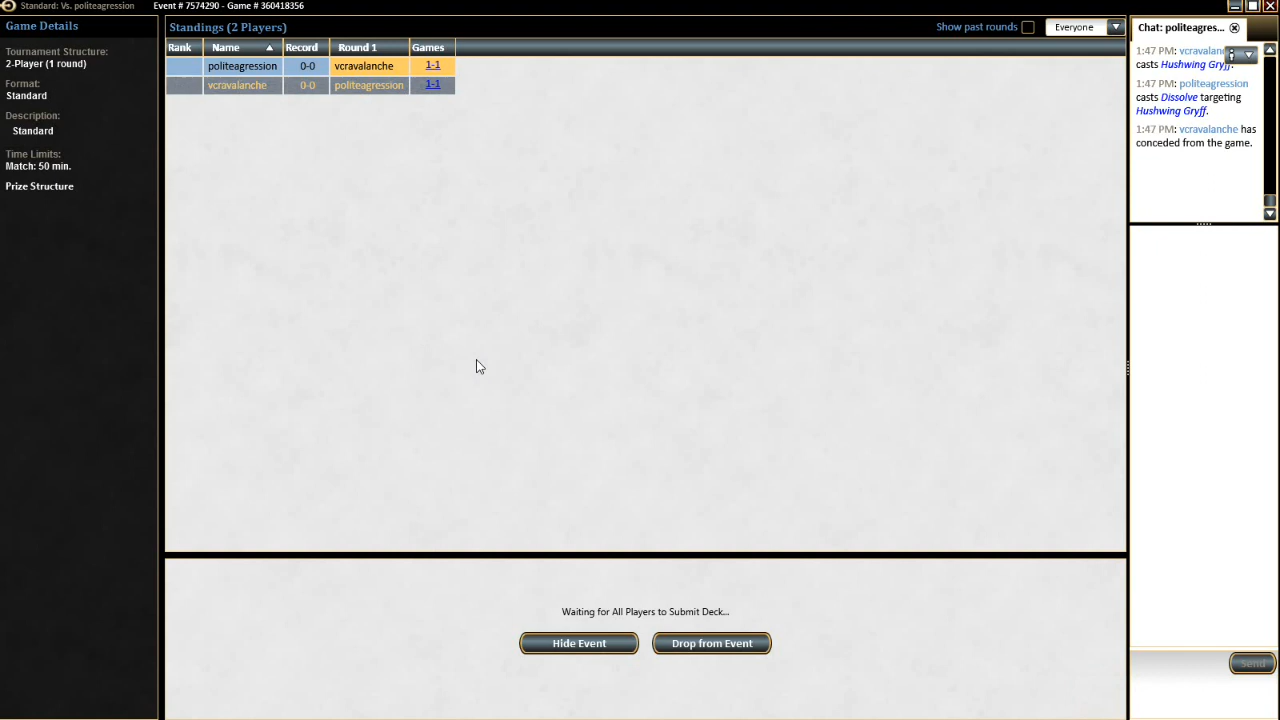 Standard: Vs. politeagression
Event # 7574290 - Game # 360418356
Game Details
Tournament Structure:
2-Player (1 round)
Format:
Standard
Description:
Standard
Time Limits:
Match: 50 min.
Prize Structure
Standings (2 Players)
Show past rounds
Everyone
Rank Name Record Round 1 Games
politeagression 0-0 vcravalanche 1-1
vcravalanche 0-0 politeagression 1-1
Waiting for All Players to Submit Deck...
Hide Event Drop from Event
Chat: politeagres...
1:47 PM: vcravalanc
casts Hushwing Gryff.
1:47 PM: politeagression
casts Dissolve targeting
Hushwing Gryff.
1:47 PM: vcravalanche has
conceded from the game.
Send